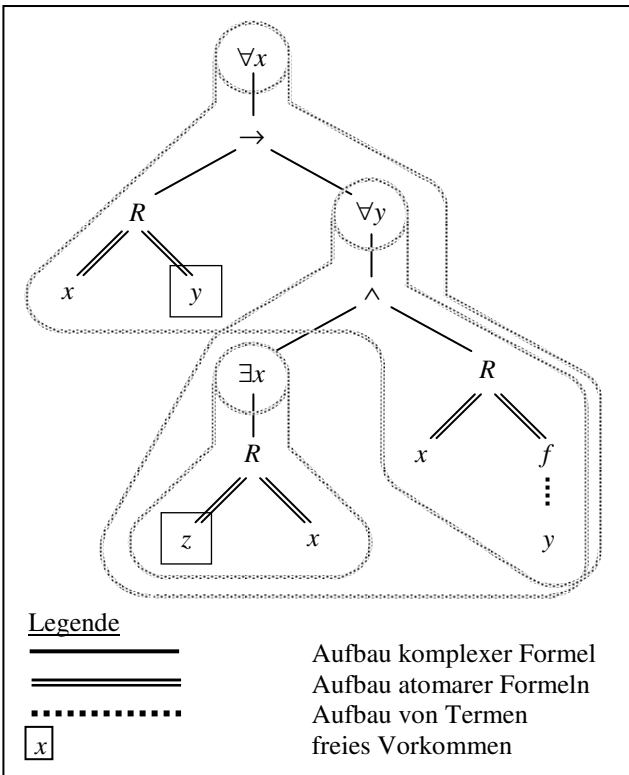 ∀x
→
R ∀y
x y ∧
∃x R
R x f
z x y
Legende
Aufbau komplexer Formel
Aufbau atomarer Formeln
Aufbau von Termen
x freies Vorkommen